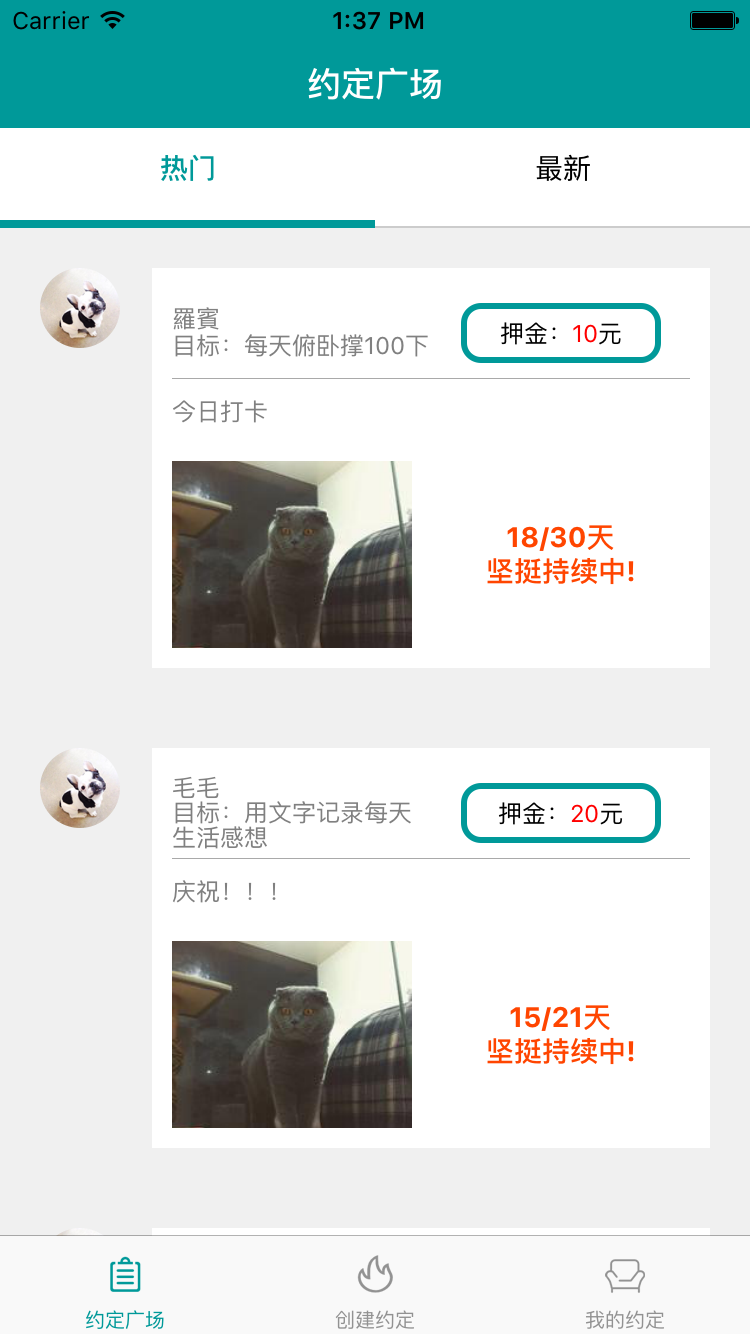 Carrier 1:37 PM
约定广场
热门 最新
羅賓
目标：每天俯卧撑100下
押金：10元
今日打卡
18/30天
坚挺持续中!
毛毛
目标：用文字记录每天
生活感想
押金：20元
庆祝！！！
15/21天
坚挺持续中!
约定广场 创建约定 我的约定